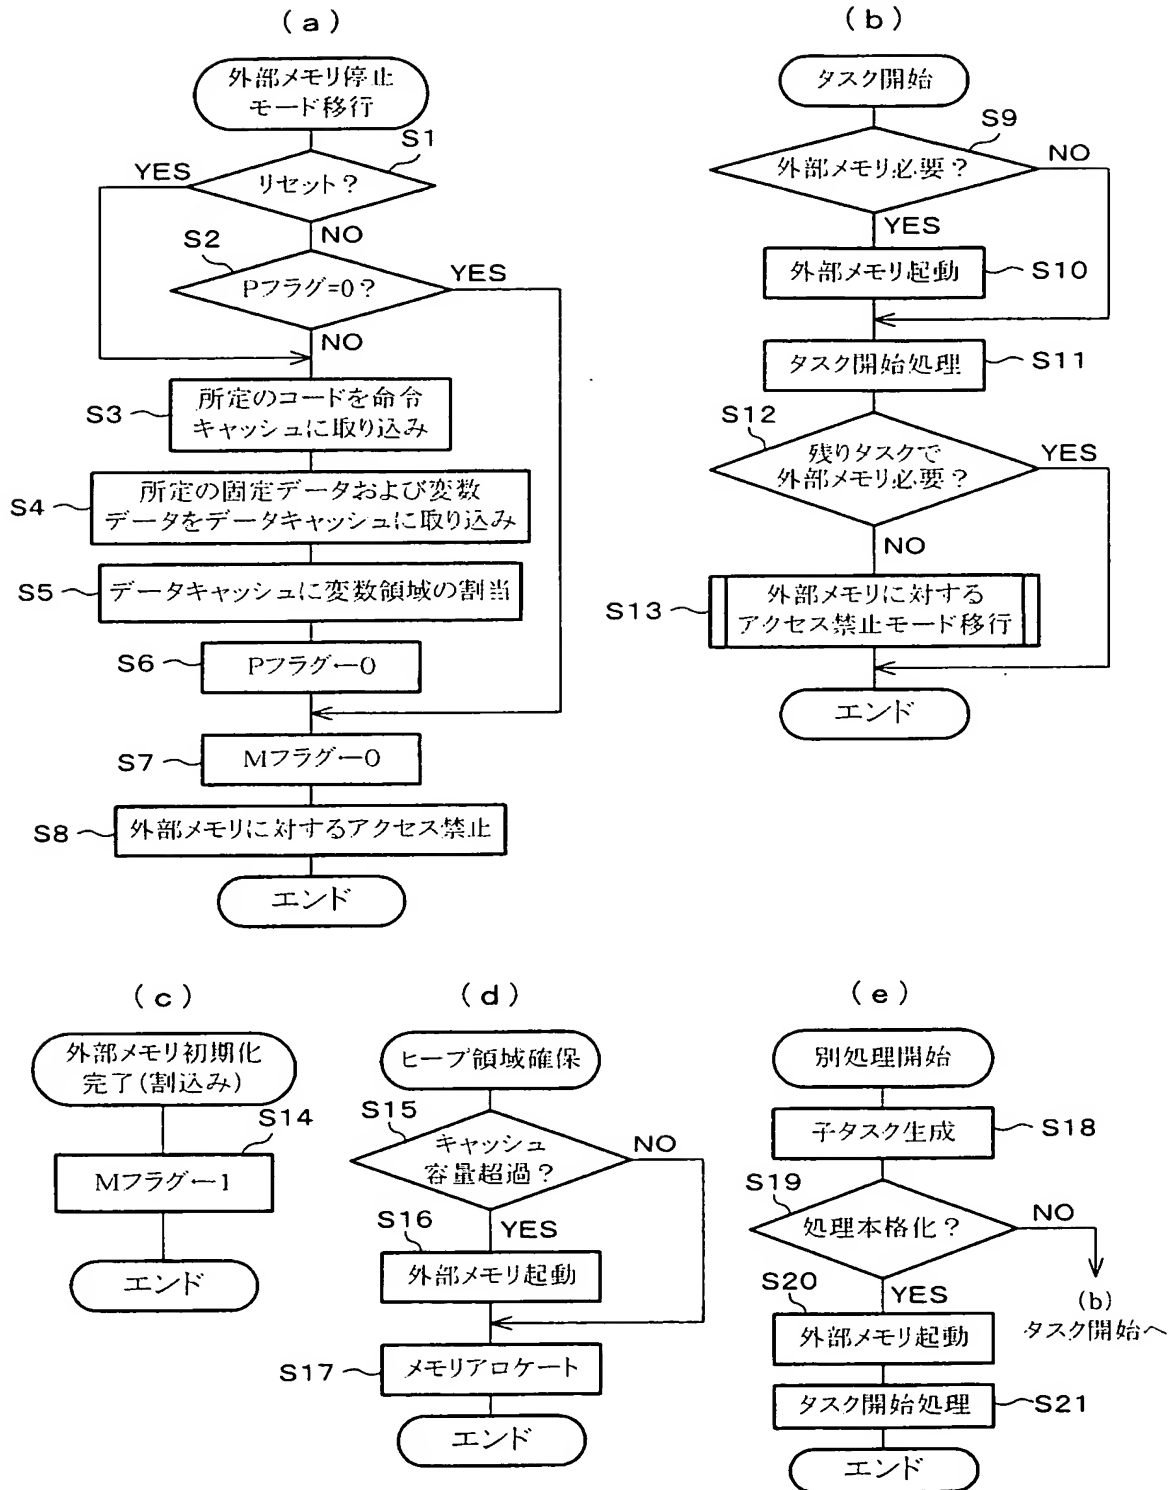 (a)
外部メモリ停止
モード移行
S1
YES
リセット?
NO
S2
YES
Pフラグ=0?
NO
S3
所定のコードを命令
キャッシュに取り込み
S4
所定の固定データおよび変数
データをデータキャッシュに取り込み
S5
データキャッシュに変数領域の割当
S6
Pフラグ←0
S7
Mフラグ←0
S8
外部メモリに対するアクセス禁止
エンド
(b)
タスク開始
S9
外部メモリ必要?
NO
YES
外部メモリ起動
S10
タスク開始処理
S11
S12
残りタスクで
外部メモリ必要?
YES
NO
S13
外部メモリに対する
アクセス禁止モード移行
エンド
(c)
外部メモリ初期化
完了(割込み)
S14
Mフラグ←1
エンド
(d)
ヒープ領域確保
S15
キャッシュ
容量超過?
NO
YES
S16
外部メモリ起動
S17
メモリアロケート
エンド
(e)
別処理開始
子タスク生成
S18
S19
処理本格化?
NO
YES
(b)
タスク開始へ
S20
外部メモリ起動
タスク開始処理
S21
エンド